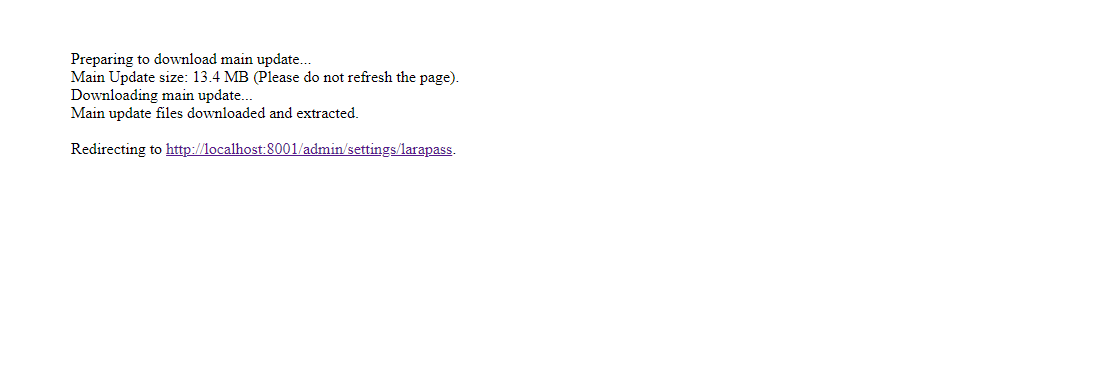 Preparing to download main update...
Main Update size: 13.4 MB (Please do not refresh the page).
Downloading main update...
Main update files downloaded and extracted.
Redirecting to http://localhost:8001/admin/settings/larapass.